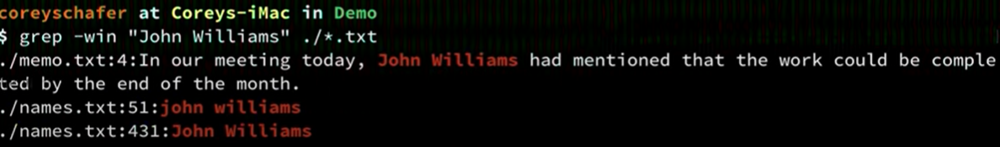 coreyschafer at Coreys-iMac in Demo
$ grep -win "John Williams" ./*.txt
./memo.txt:4:In our meeting today, John Williams had mentioned that the work could be comple
ted by the end of the month.
./names.txt:51:john williams
./names.txt:431:John Williams